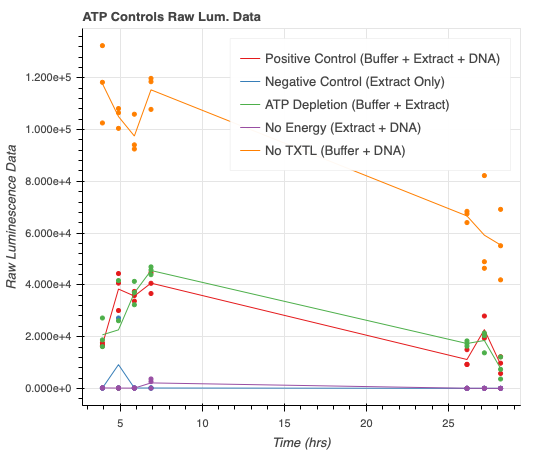 ATP Controls Raw Lum. Data
Positive Control (Buffer + Extract + DNA)
Negative Control (Extract Only)
ATP Depletion (Buffer + Extract)
No Energy (Extract + DNA)
No TXTL (Buffer + DNA)
1.200e+5
1.000e+5
8.000e+4
6.000e+4
4.000e+4
2.000e+4
0.000e+0
Raw Luminescence Data
5
10
15
20
25
Time (hrs)